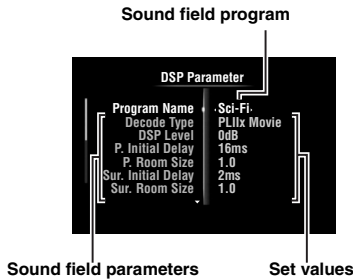 Sound field program
DSP Parameter
Program Name Sci-Fi
Decode Type PLIIx Movie
DSP Level 0dB
P. Initial Delay 16ms
P. Room Size 1.0
Sur. Initial Delay 2ms
Sur. Room Size 1.0
Sound field parameters Set values